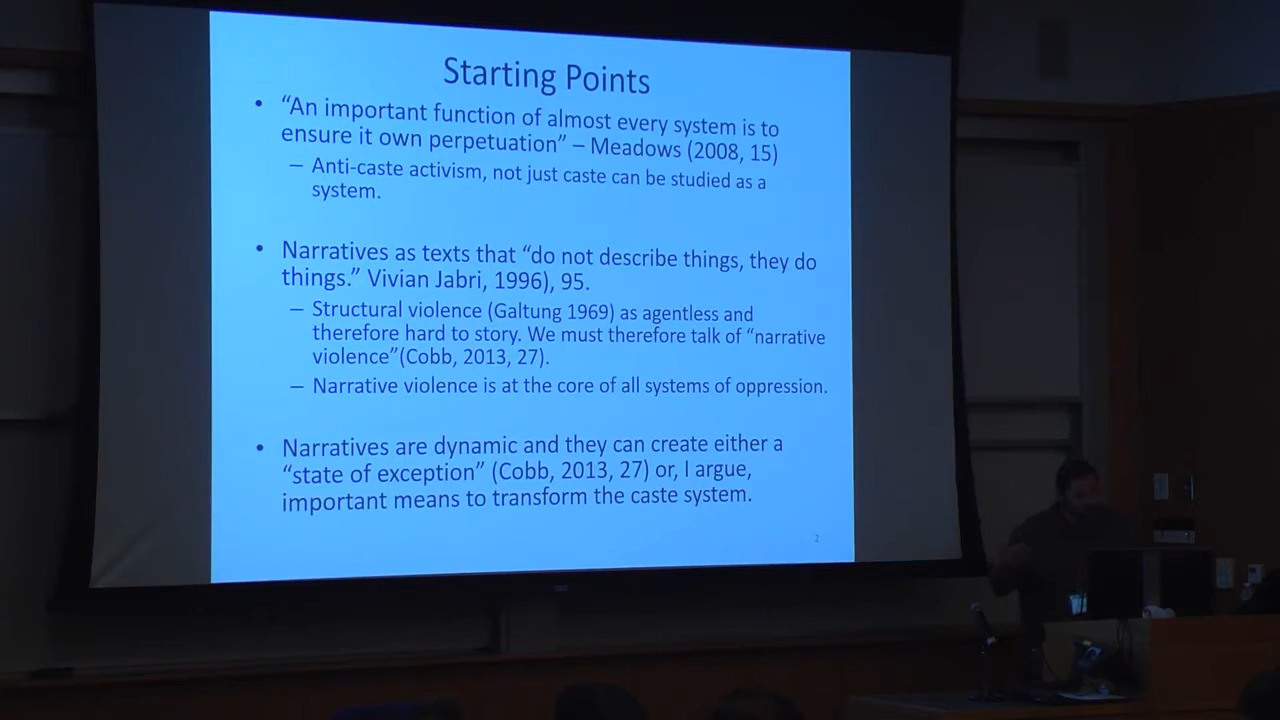 Starting Points
• “An important function of almost every system is to
ensure it own perpetuation” – Meadows (2008, 15)
– Anti-caste activism, not just caste can be studied as a
system.
• Narratives as texts that “do not describe things, they do
things.” Vivian Jabri, 1996), 95.
– Structural violence (Galtung 1969) as agentless and
therefore hard to story. We must therefore talk of “narrative
violence”(Cobb, 2013, 27).
– Narrative violence is at the core of all systems of oppression.
• Narratives are dynamic and they can create either a
“state of exception” (Cobb, 2013, 27) or, I argue,
important means to transform the caste system.
2